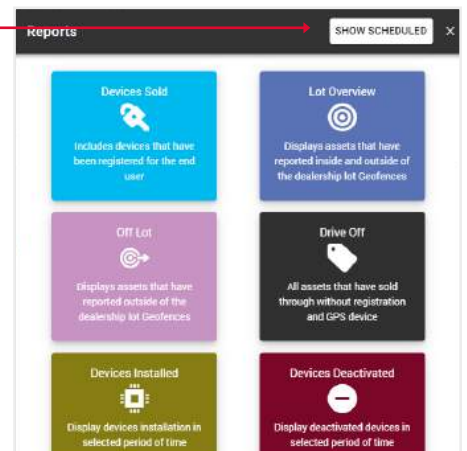 Reports
SHOW SCHEDULED
Devices Sold
Includes devices that have
been registered for the end
user
Lot Overview
Displays assets that have
reported inside and outside of
the dealership lot Geofences
Off Lot
Displays assets that have
reported outside of the
dealership lot Geofences
Drive Off
All assets that have sold
through without registration
and GPS device
Devices Installed
Display devices installation in
selected period of time
Devices Deactivated
Display deactivated devices in
selected period of time